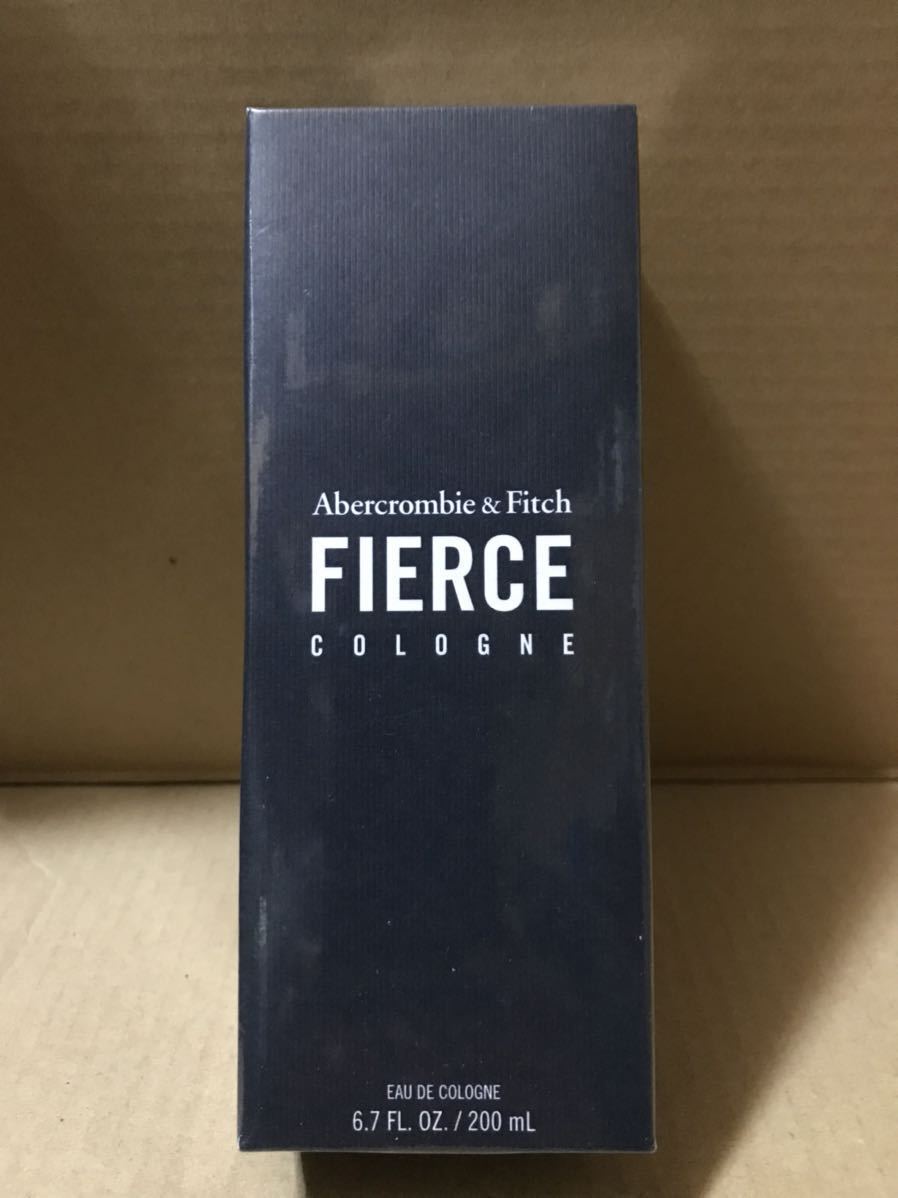 Abercrombie & Fitch
FIERCE
COLOGNE
EAU DE COLOGNE
6.7 FL. OZ. / 200 mL